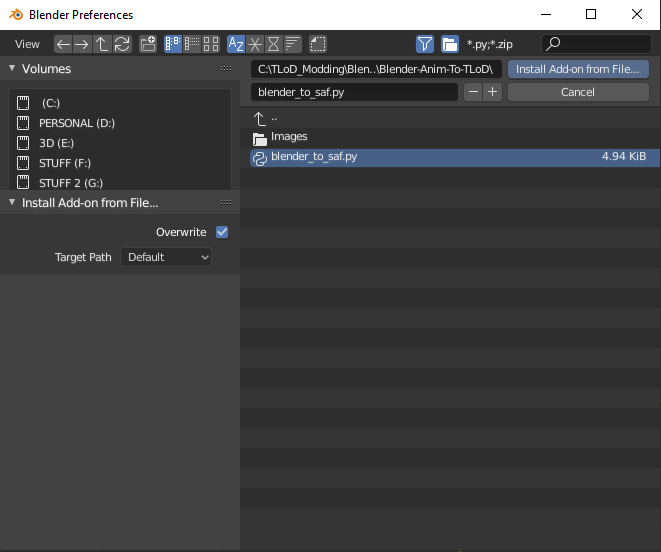 Blender Preferences
View
*.py;*.zip
Volumes
(C:)
PERSONAL (D:)
3D (E:)
STUFF (F:)
STUFF 2 (G:)
Install Add-on from File...
Overwrite
Target Path Default
C:\TLoD_Modding\Blen..\Blender-Anim-To-TLoD\ Install Add-on from File...
blender_to_saf.py Cancel
..
Images
blender_to_saf.py 4.94 KiB